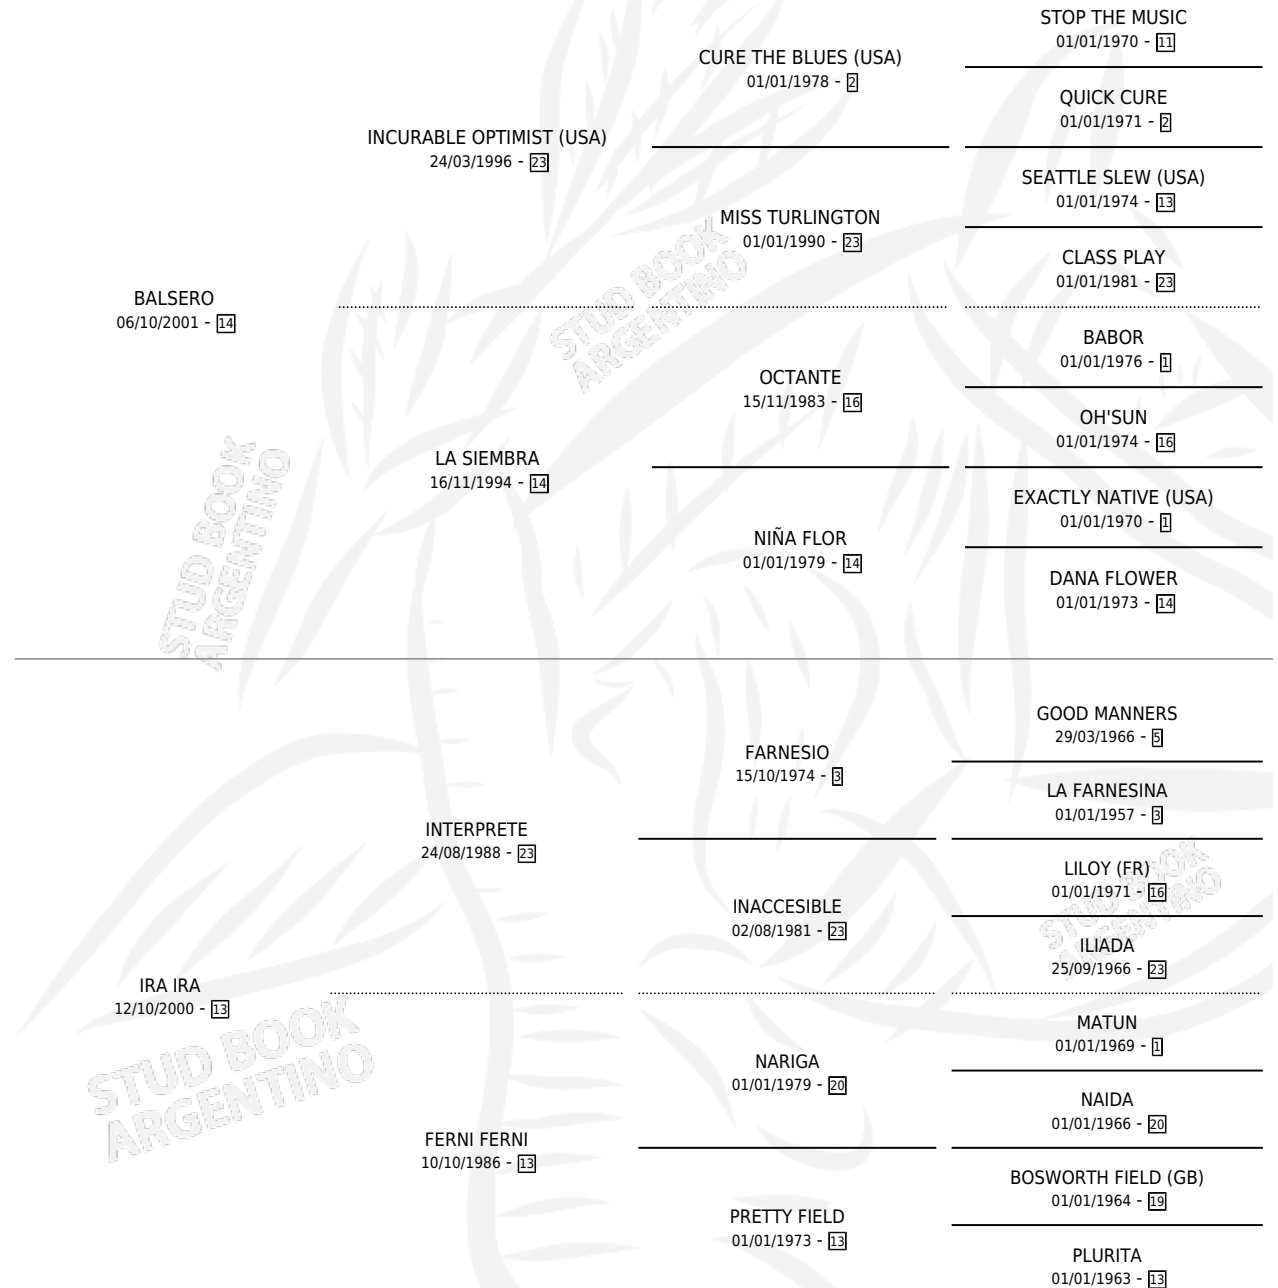 STOP THE MUSIC
01/01/1970 - 11
CURE THE BLUES (USA)
01/01/1978 - 2
QUICK CURE
01/01/1971 - 2
INCURABLE OPTIMIST (USA)
24/03/1996 - 23
SEATTLE SLEW (USA)
01/01/1974 - 13
MISS TURLINGTON
01/01/1990 - 23
CLASS PLAY
01/01/1981 - 23
STUD BOOK
ARGENTINO
BALSERO
06/10/2001 - 14
BABOR
01/01/1976 - 1
OCTANTE
15/11/1983 - 16
OH'SUN
01/01/1974 - 16
LA SIEMBRA
16/11/1994 - 14
EXACTLY NATIVE (USA)
01/01/1970 - 1
NIÑA FLOR
01/01/1979 - 14
DANA FLOWER
01/01/1973 - 14
STUD BOOK
ARGENTINO
GOOD MANNERS
29/03/1966 - 5
FARNESIO
15/10/1974 - 3
LA FARNESINA
01/01/1957 - 3
INTERPRETE
24/08/1988 - 23
LILOY (FR)
01/01/1971 - 16
INACCESIBLE
02/08/1981 - 23
ILIADA
25/09/1966 - 23
STUD BOOK
ARGENTINO
IRA IRA
12/10/2000 - 13
MATUN
01/01/1969 - 1
NARIGA
01/01/1979 - 20
NAIDA
01/01/1966 - 20
STUD BOOK
ARGENTINO
FERNI FERNI
10/10/1986 - 13
BOSWORTH FIELD (GB)
01/01/1964 - 19
PRETTY FIELD
01/01/1973 - 13
PLURITA
01/01/1963 - 13